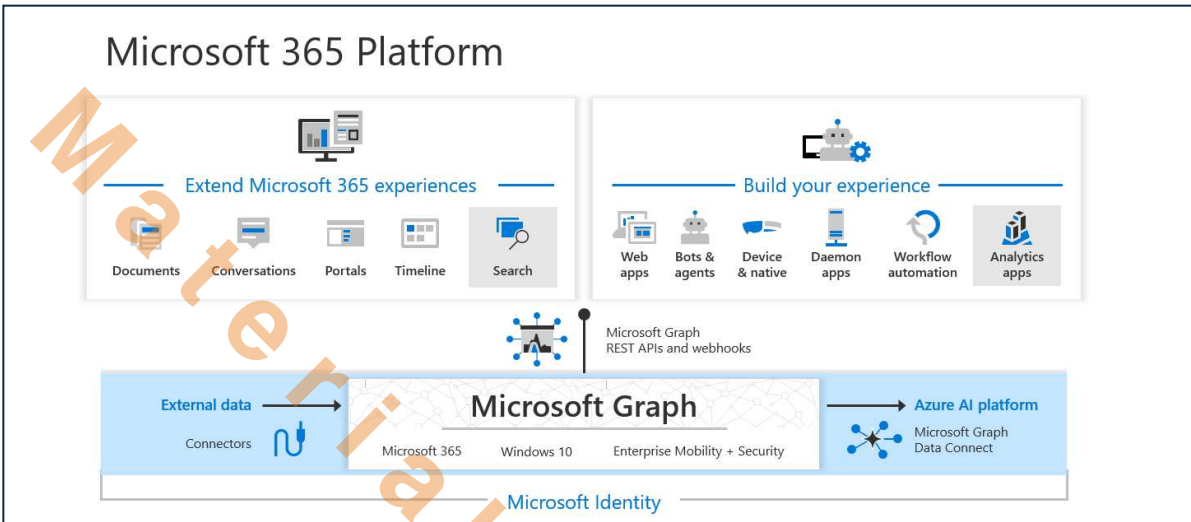 Microsoft 365 Platform
Extend Microsoft 365 experiences
Documents
Conversations
Portals
Timeline
Search
Build your experience
Web apps
Bots & agents
Device & native
Daemon apps
Workflow automation
Analytics apps
Microsoft Graph
REST APIs and webhooks
External data
Connectors
Microsoft Graph
Microsoft 365
Windows 10
Enterprise Mobility + Security
Azure AI platform
Microsoft Graph
Data Connect
Microsoft Identity
Material